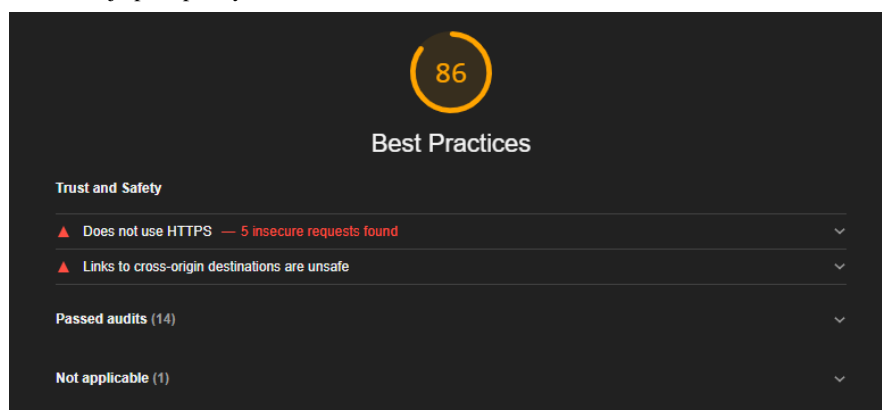 86
Best Practices
Trust and Safety
Does not use HTTPS — 5 insecure requests found
Links to cross-origin destinations are unsafe
Passed audits (14)
Not applicable (1)